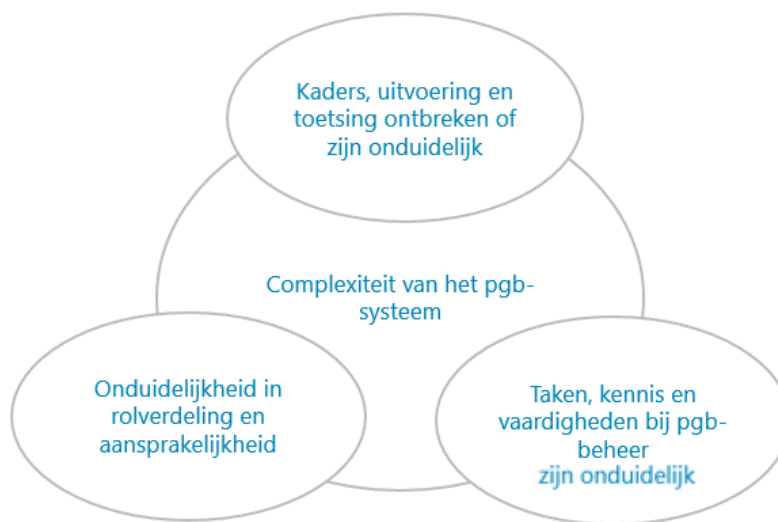 Kaders, uitvoering en
toetsing ontbreken of
zijn onduidelijk
Complexiteit van het pgb-
systeem
Onduidelijkheid in
rolverdeling en
aansprakelijkheid
Taken, kennis en
vaardigheden bij pgb-
beheer
zijn onduidelijk